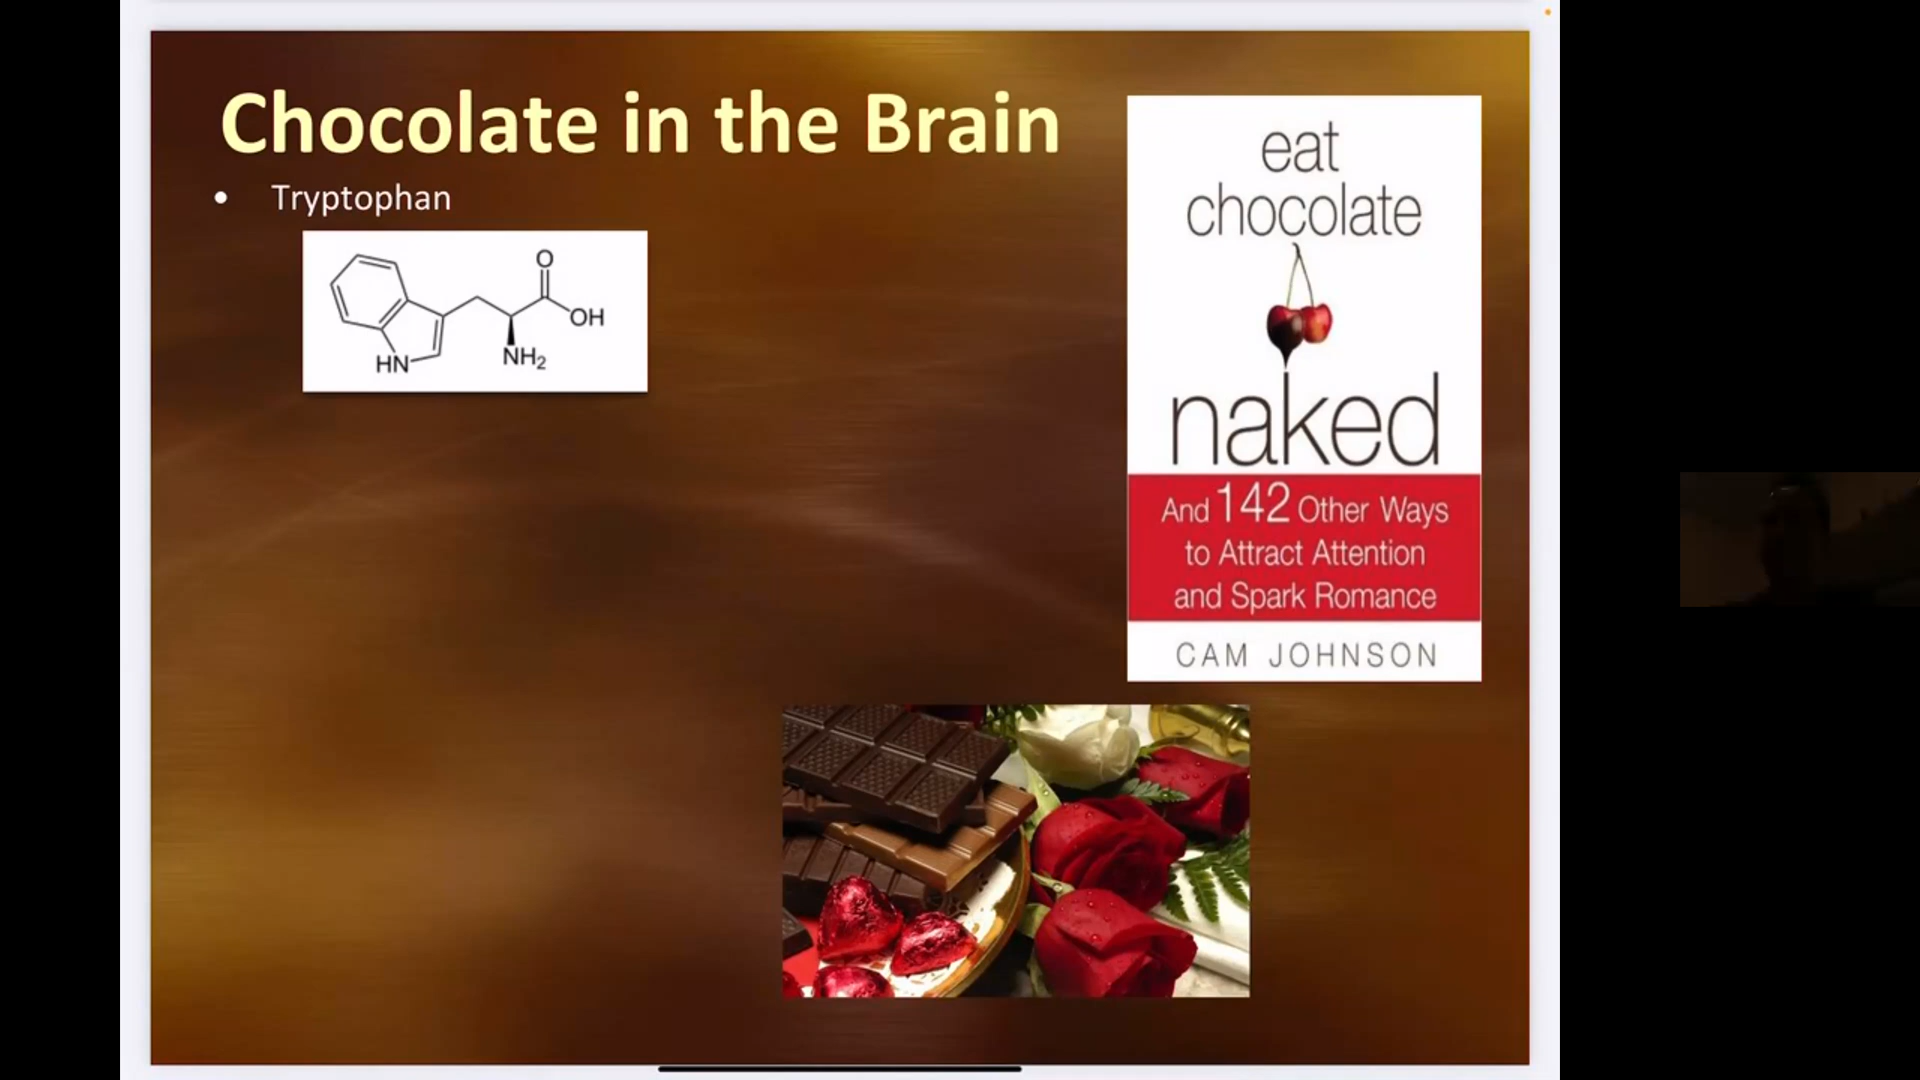 Chocolate in the Brain
• Tryptophan
O
OH
NH₂
HN
eat
chocolate
naked
And 142 Other Ways
to Attract Attention
and Spark Romance
CAM JOHNSON